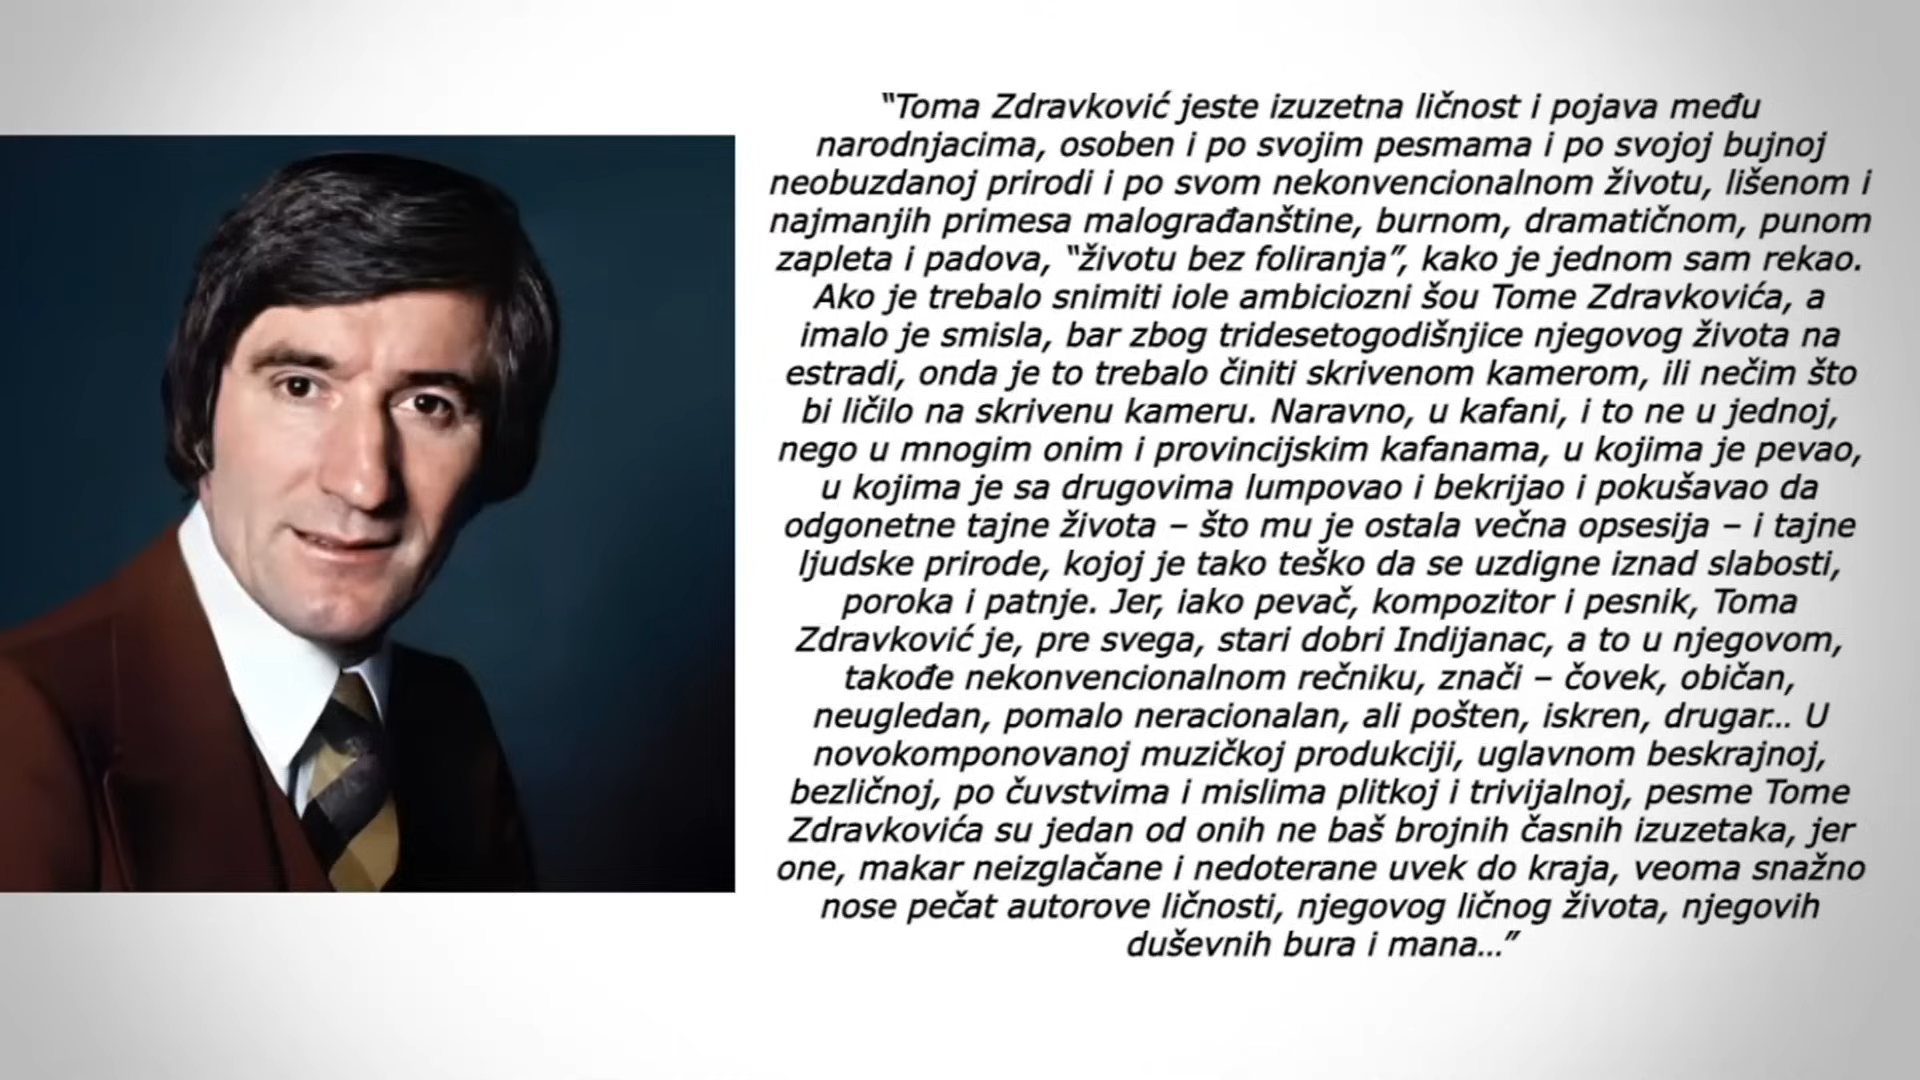 “Toma Zdravković jeste izuzetna ličnost i pojava među
narodnjacima, osoben i po svojim pesmama i po svojoj bujnoj
neobuzdanoj prirodi i po svom nekonvencionalnom životu, lišenom i
najmanjih primesa malograđanštine, burnom, dramatičnom, punom
zapleta i padova, “životu bez foliranja”, kako je jednom sam rekao.
Ako je trebalo snimiti iole ambiciozni šou Tome Zdravkovića, a
imalo je smisla, bar zbog tridesetogodišnjice njegovog života na
estradi, onda je to trebalo činiti skrivenom kamerom, ili nečim što
bi ličilo na skrivenu kameru. Naravno, u kafani, i to ne u jednoj,
nego u mnogim onim i provincijskim kafanama, u kojima je pevao,
u kojima je sa drugovima lumpovao i bekrijao i pokušavao da
odgonetne tajne života – što mu je ostala večna opsesija – i tajne
ljudske prirode, kojoj je tako teško da se uzdigne iznad slabosti,
poroka i patnje. Jer, iako pevač, kompozitor i pesnik, Toma
Zdravković je, pre svega, stari dobri Indijanac, a to u njegovom,
takođe nekonvencionalnom rečniku, znači – čovek, običan,
neugledan, pomalo neracionalan, ali pošten, iskren, drugar... U
novokomponovanoj muzičkoj produkciji, uglavnom beskrajnoj,
bezličnoj, po čuvstvima i mislima plitkoj i trivijalnoj, pesme Tome
Zdravkovića su jedan od onih ne baš brojnih časnih izuzetaka, jer
one, makar neizglačane i nedoterane uvek do kraja, veoma snažno
nose pečat autorove ličnosti, njegovog ličnog života, njegovih
duševnih bura i mana...”